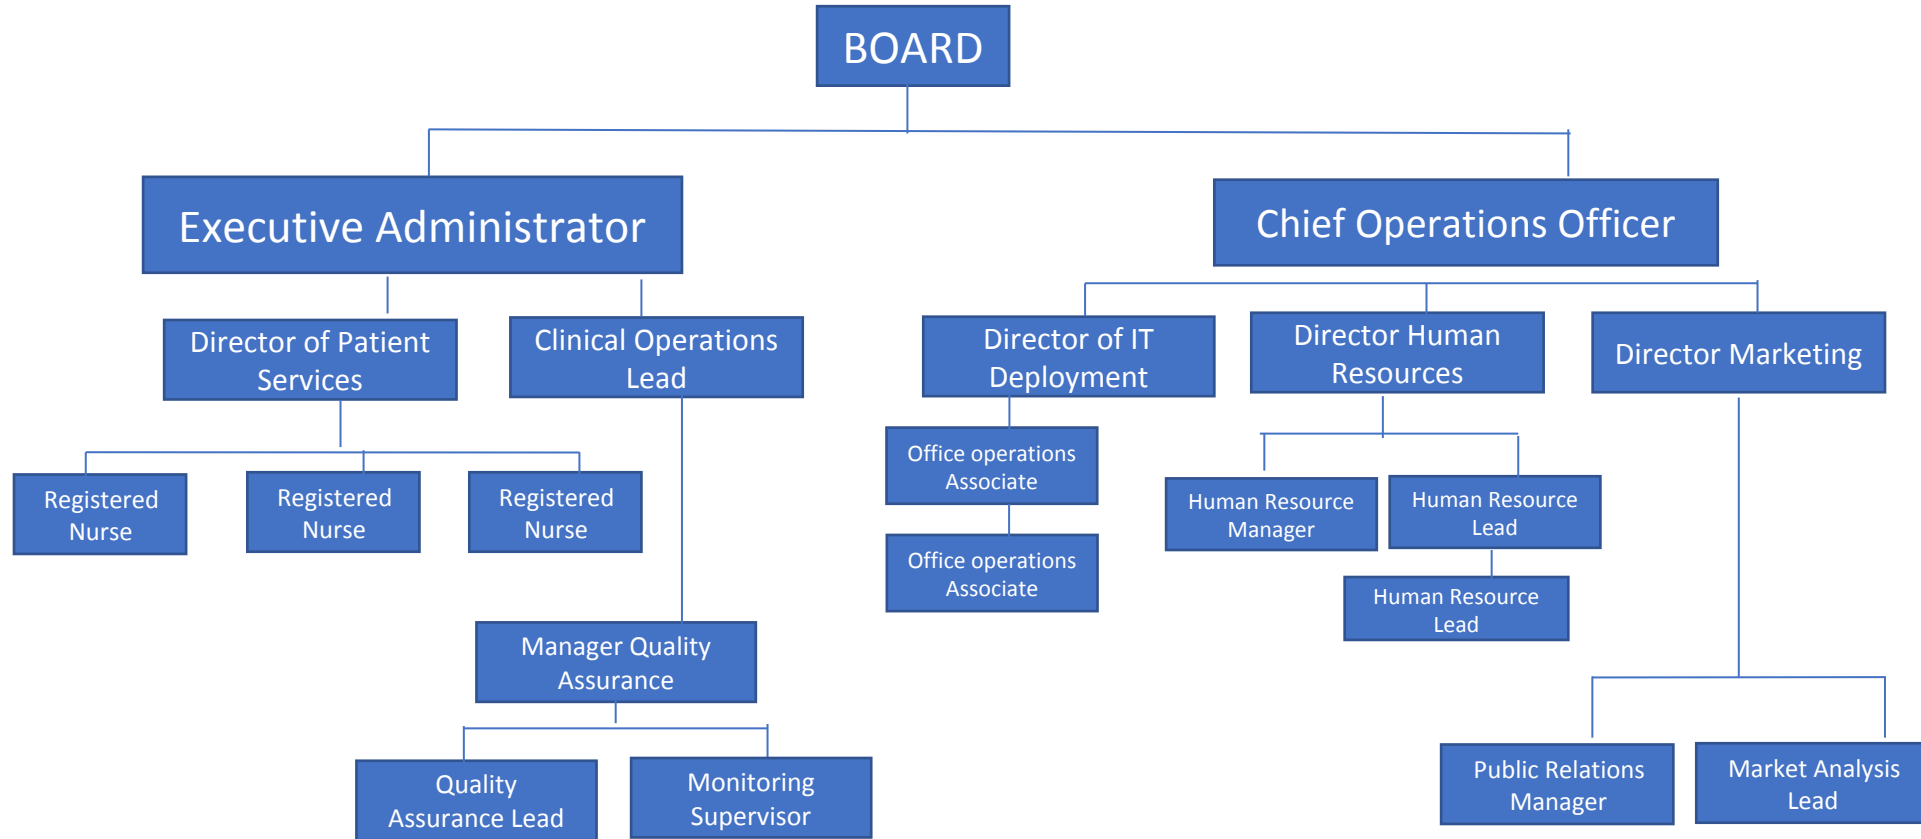 BOARD
Executive Administrator
Chief Operations Officer
Director of Patient
Services
Clinical Operations
Lead
Director of IT
Deployment
Director Human
Resources
Director Marketing
Registered
Nurse
Registered
Nurse
Registered
Nurse
Office operations
Associate
Office operations
Associate
Human Resource
Manager
Human Resource
Lead
Human Resource
Lead
Manager Quality
Assurance
Quality
Assurance Lead
Monitoring
Supervisor
Public Relations
Manager
Market Analysis
Lead